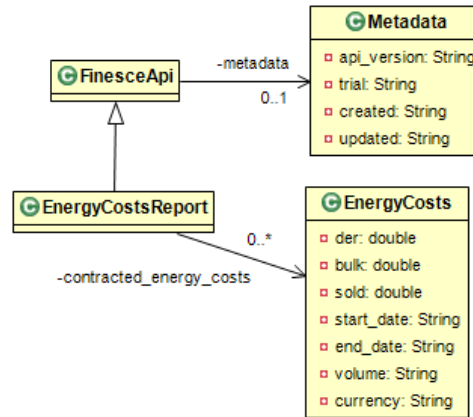 Metadata
api_version: String
trial: String
created: String
updated: String
FinesceApi
-metadata
0..1
EnergyCostsReport
0..*
-contracted_energy_costs
EnergyCosts
der: double
bulk: double
sold: double
start_date: String
end_date: String
volume: String
currency: String